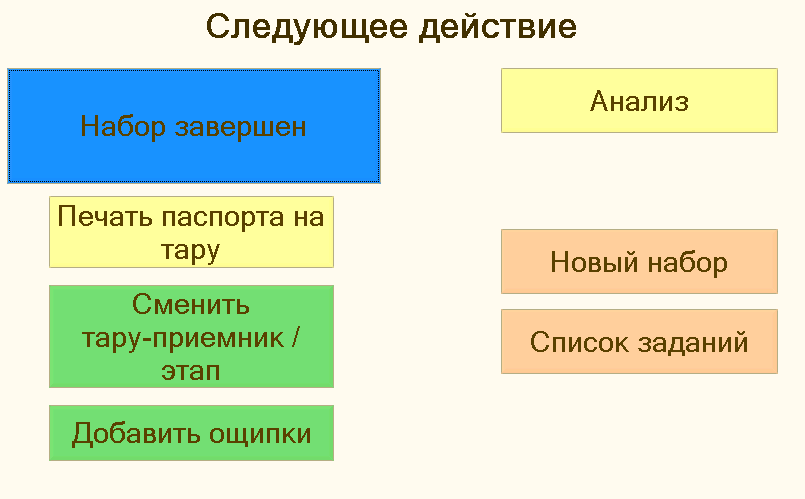 Следующее действие
Набор завершен
Анализ
Печать паспорта на
тару
Новый набор
Сменить
тару-приемник /
этап
Список заданий
Добавить ощипки